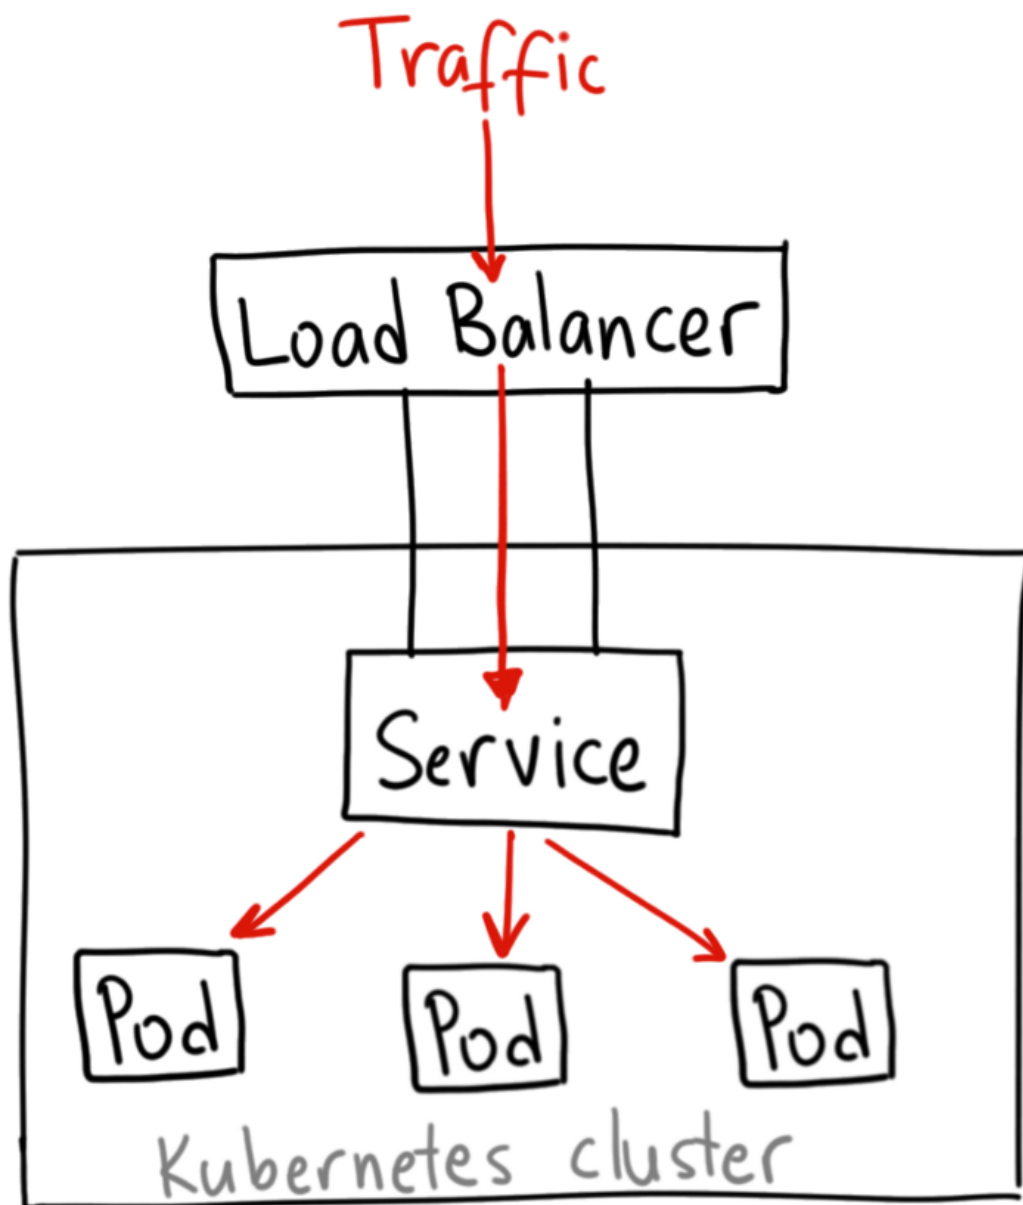 Traffic
Load Balancer
Service
Pod
Pod
Pod
Kubernetes cluster